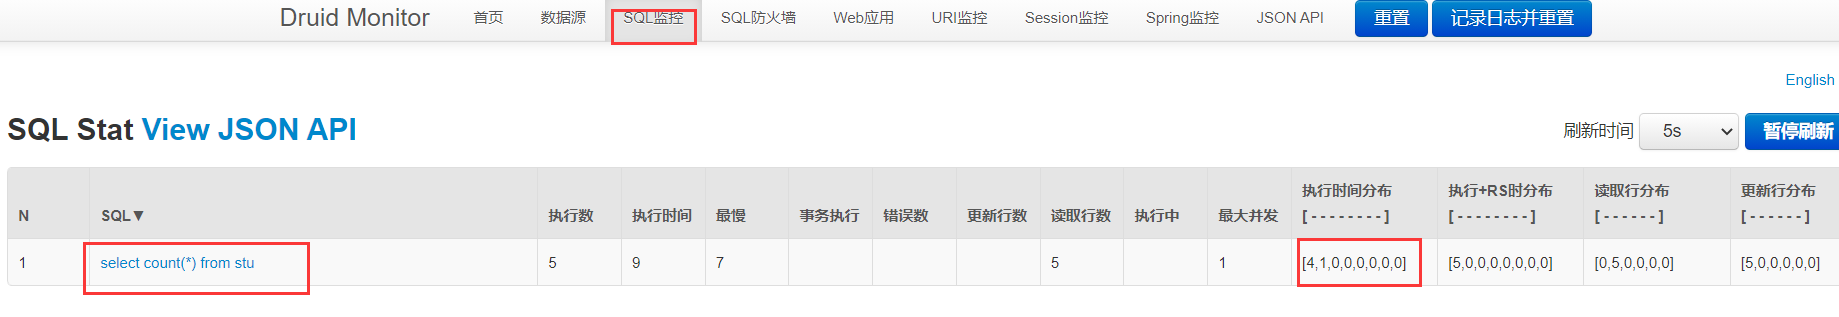 Druid Monitor 首页 数据源 SQL监控 SQL防火墙 Web应用 URI监控 Session监控 Spring监控 JSON API 重置 记录日志并重置
English
SQL Stat View JSON API 刷新时间 5s 暂停刷新
N SQL▼ 执行数 执行时间 最慢 事务执行 错误数 更新行数 读取行数 执行中 最大并发 执行时间分布 [ - - - - - - - - ] 执行+RS时分布 [ - - - - - - - - ] 读取行分布 [ - - - - - - ] 更新行分布 [ - - - - - - ]
1 select count(*) from stu 5 9 7 5 1 [4,1,0,0,0,0,0,0] [5,0,0,0,0,0,0,0] [0,5,0,0,0,0] [5,0,0,0,0,0]